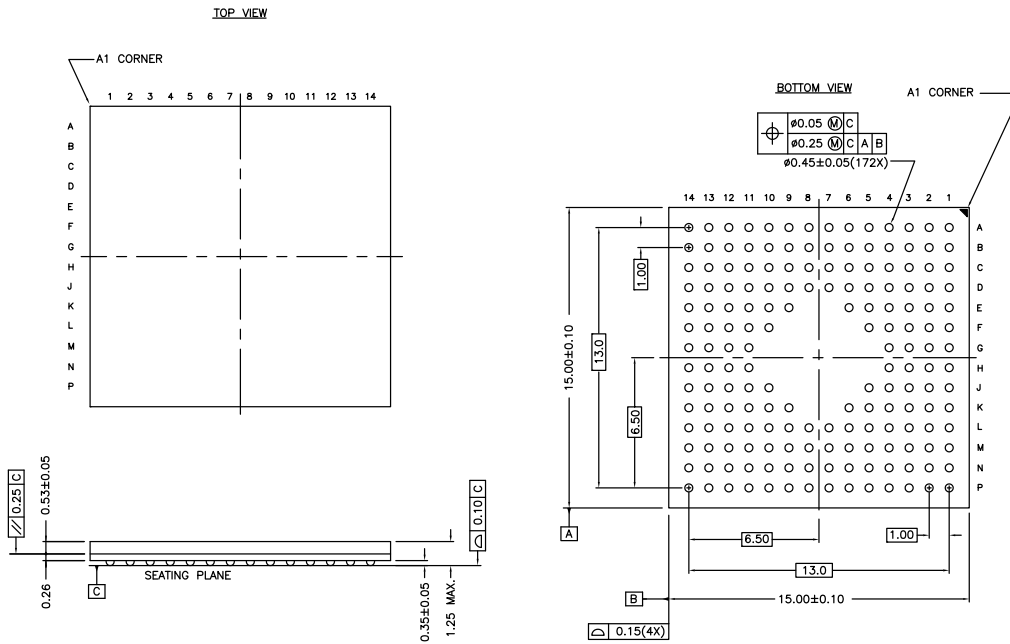 TOP VIEW
A1 CORNER
1 2 3 4 5 6 7 8 9 10 11 12 13 14
A
B
C
D
E
F
G
H
J
K
L
M
N
P
// 0.25 C
0.53±0.05
0.26
C
SEATING PLANE
0.35±0.05
1.25 MAX.
0.10 C
BOTTOM VIEW
A1 CORNER
ø0.05 Ⓜ C
ø0.25 Ⓜ C A B
ø0.45±0.05(172X)
14 13 12 11 10 9 8 7 6 5 4 3 2 1
A
B
C
D
E
F
G
H
J
K
L
M
N
P
1.00
15.00±0.10
13.0
6.50
A
6.50
1.00
13.0
B
15.00±0.10
0.15(4X)